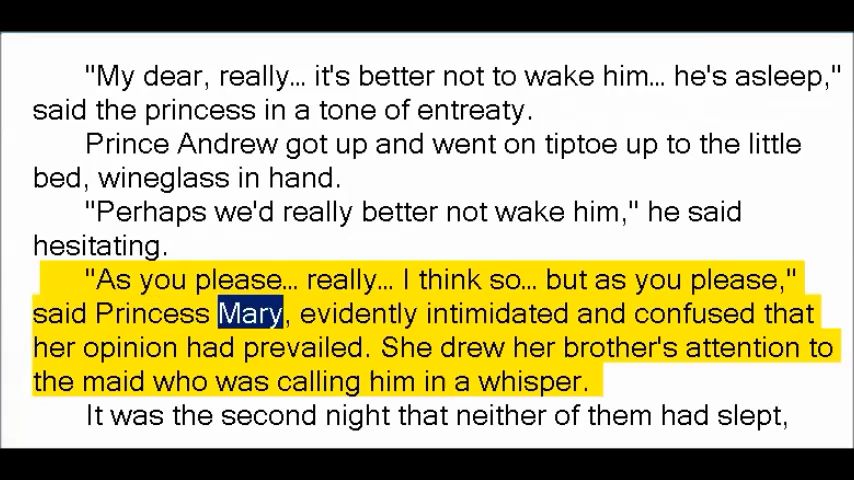 "My dear, really... it's better not to wake him... he's asleep,"
said the princess in a tone of entreaty.
Prince Andrew got up and went on tiptoe up to the little
bed, wineglass in hand.
"Perhaps we'd really better not wake him," he said
hesitating.
"As you please... really... I think so... but as you please,"
said Princess Mary, evidently intimidated and confused that
her opinion had prevailed. She drew her brother's attention to
the maid who was calling him in a whisper.
It was the second night that neither of them had slept,